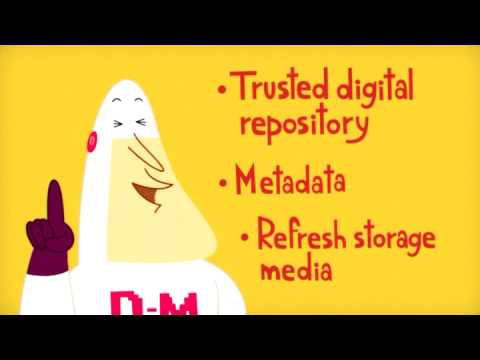 • Trusted digital
repository
• Metadata
• Refresh storage
media
D-M